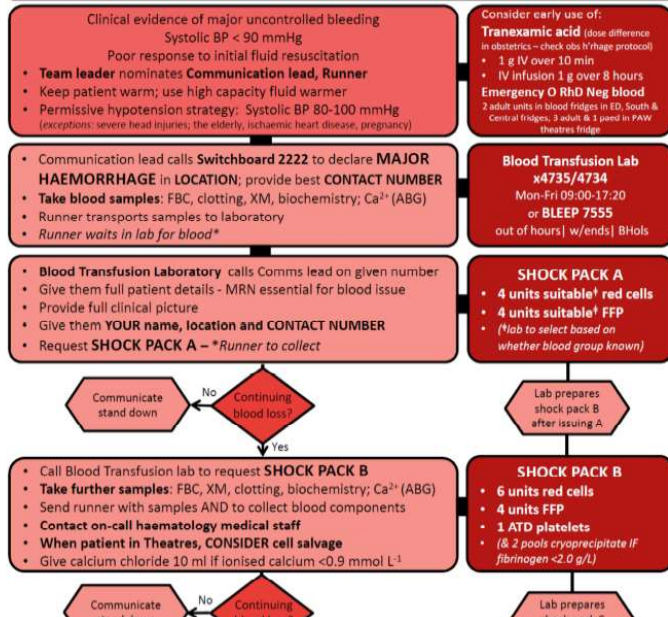 Clinical evidence of major uncontrolled bleeding
Systolic BP < 90 mmHg
Poor response to initial fluid resuscitation
• Team leader nominates Communication lead, Runner
• Keep patient warm; use high capacity fluid warmer
• Permissive hypotension strategy: Systolic BP 80-100 mmHg
(exceptions: severe head injuries; the elderly, ischaemic heart disease, pregnancy)
Consider early use of:
Tranexamic acid (dose difference
in obstetrics – check obs h'rhage protocol)
• 1 g IV over 10 min
• IV infusion 1 g over 8 hours
Emergency O RhD Neg blood
2 adult units in blood fridges in ED, South &
Central fridges, 3 adult & 1 paed in PAW
theatres fridge
• Communication lead calls Switchboard 2222 to declare MAJOR
HAEMORRHAGE in LOCATION; provide best CONTACT NUMBER
• Take blood samples: FBC, clotting, XM, biochemistry; Ca²⁺ (ABG)
• Runner transports samples to laboratory
• Runner waits in lab for blood*
Blood Transfusion Lab
x4735/4734
Mon-Fri 09:00-17:20
or BLEEP 7555
out of hours| w/ends| BHols
• Blood Transfusion Laboratory calls Comms lead on given number
• Give them full patient details - MRN essential for blood issue
• Provide full clinical picture
• Give them YOUR name, location and CONTACT NUMBER
• Request SHOCK PACK A – *Runner to collect
SHOCK PACK A
• 4 units suitable† red cells
• 4 units suitable† FFP
• (†lab to select based on
whether blood group known)
Communicate
stand down
No
Continuing
blood loss?
Yes
Lab prepares
shock pack B
after issuing A
• Call Blood Transfusion lab to request SHOCK PACK B
• Take further samples: FBC, XM, clotting, biochemistry; Ca²⁺ (ABG)
• Send runner with samples AND to collect blood components
• Contact on-call haematology medical staff
• When patient in Theatres, CONSIDER cell salvage
• Give calcium chloride 10 ml if ionised calcium <0.9 mmol L⁻¹
SHOCK PACK B
• 6 units red cells
• 4 units FFP
• 1 ATD platelets
• (& 2 pools cryoprecipitate IF
fibrinogen <2.0 g/L)
Communicate
No
Continuing
Lab prepares